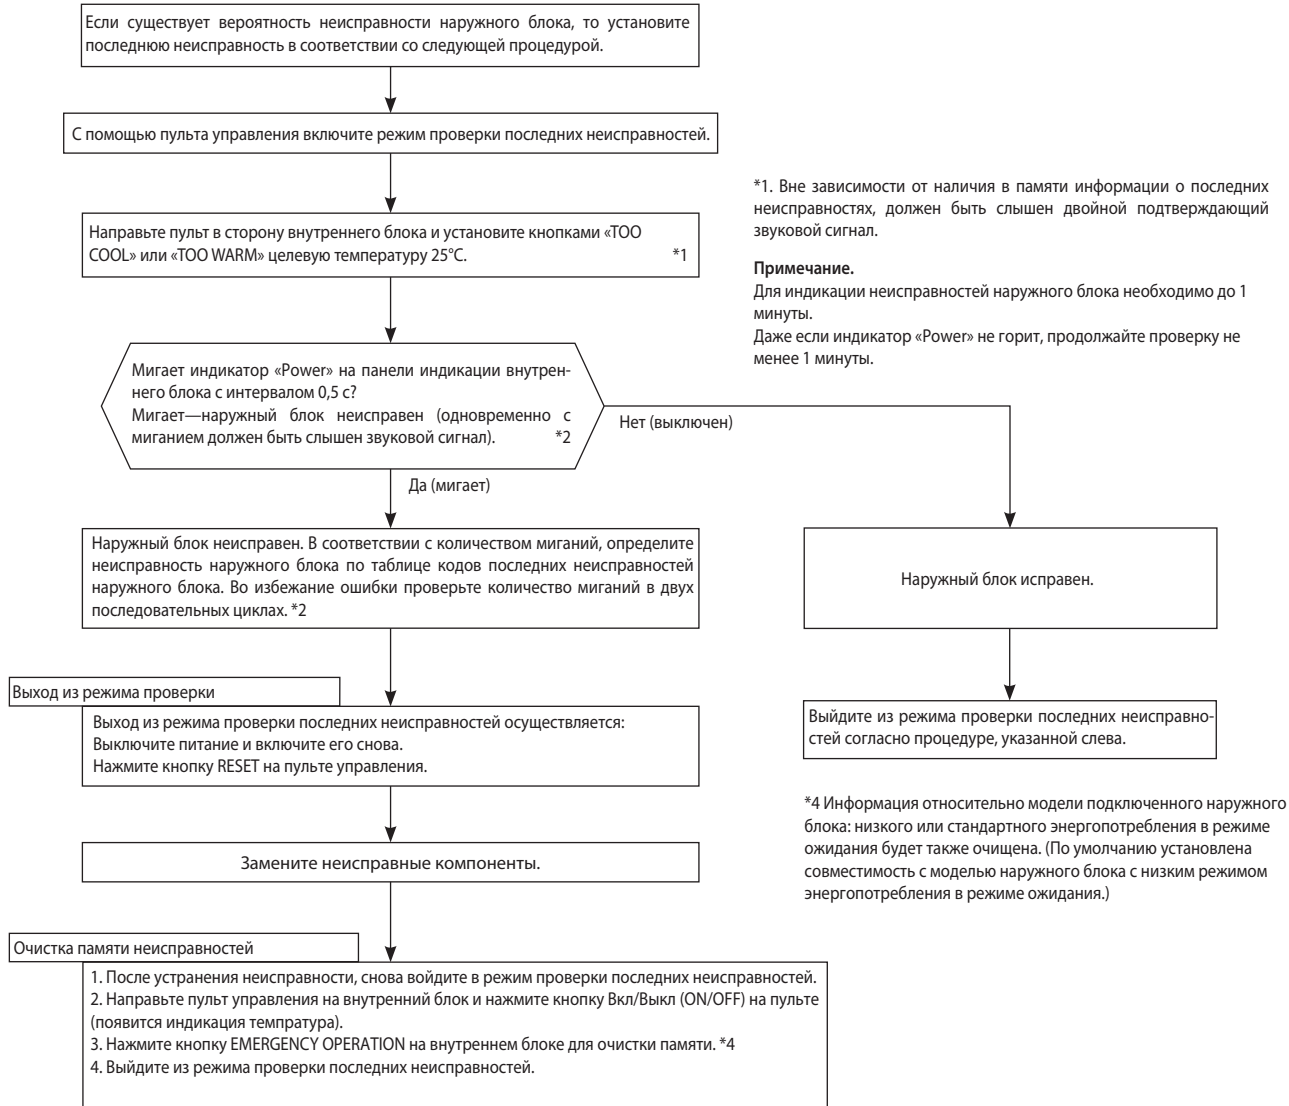 Если существует вероятность неисправности наружного блока, то установите
последнюю неисправность в соответствии со следующей процедурой.
С помощью пульта управления включите режим проверки последних неисправностей.
Направьте пульт в сторону внутреннего блока и установите кнопками «TOO
COOL» или «TOO WARM» целевую температуру 25°C. *1
*1. Вне зависимости от наличия в памяти информации о последних
неисправностях, должен быть слышен двойной подтверждающий
звуковой сигнал.
Примечание.
Для индикации неисправностей наружного блока необходимо до 1
минуты.
Даже если индикатор «Power» не горит, продолжайте проверку не
менее 1 минуты.
Мигает индикатор «Power» на панели индикации внутрен-
него блока с интервалом 0,5 с?
Мигает—наружный блок неисправен (одновременно с
миганием должен быть слышен звуковой сигнал). *2
Нет (выключен)
Да (мигает)
Наружный блок неисправен. В соответствии с количеством миганий, определите
неисправность наружного блока по таблице кодов последних неисправностей
наружного блока. Во избежание ошибки проверьте количество миганий в двух
последовательных циклах. *2
Наружный блок исправен.
Выход из режима проверки
Выход из режима проверки последних неисправностей осуществляется:
Выключите питание и включите его снова.
Нажмите кнопку RESET на пульте управления.
Выйдите из режима проверки последних неисправно-
стей согласно процедуре, указанной слева.
*4 Информация относительно модели подключенного наружного
блока: низкого или стандартного энергопотребления в режиме
ожидания будет также очищена. (По умолчанию установлена
совместимость с моделью наружного блока с низким режимом
энергопотребления в режиме ожидания.)
Замените неисправные компоненты.
Очистка памяти неисправностей
1. После устранения неисправности, снова войдите в режим проверки последних неисправностей.
2. Направьте пульт управления на внутренний блок и нажмите кнопку Вкл/Выкл (ON/OFF) на пульте
(появится индикация темпратура).
3. Нажмите кнопку EMERGENCY OPERATION на внутреннем блоке для очистки памяти. *4
4. Выйдите из режима проверки последних неисправностей.